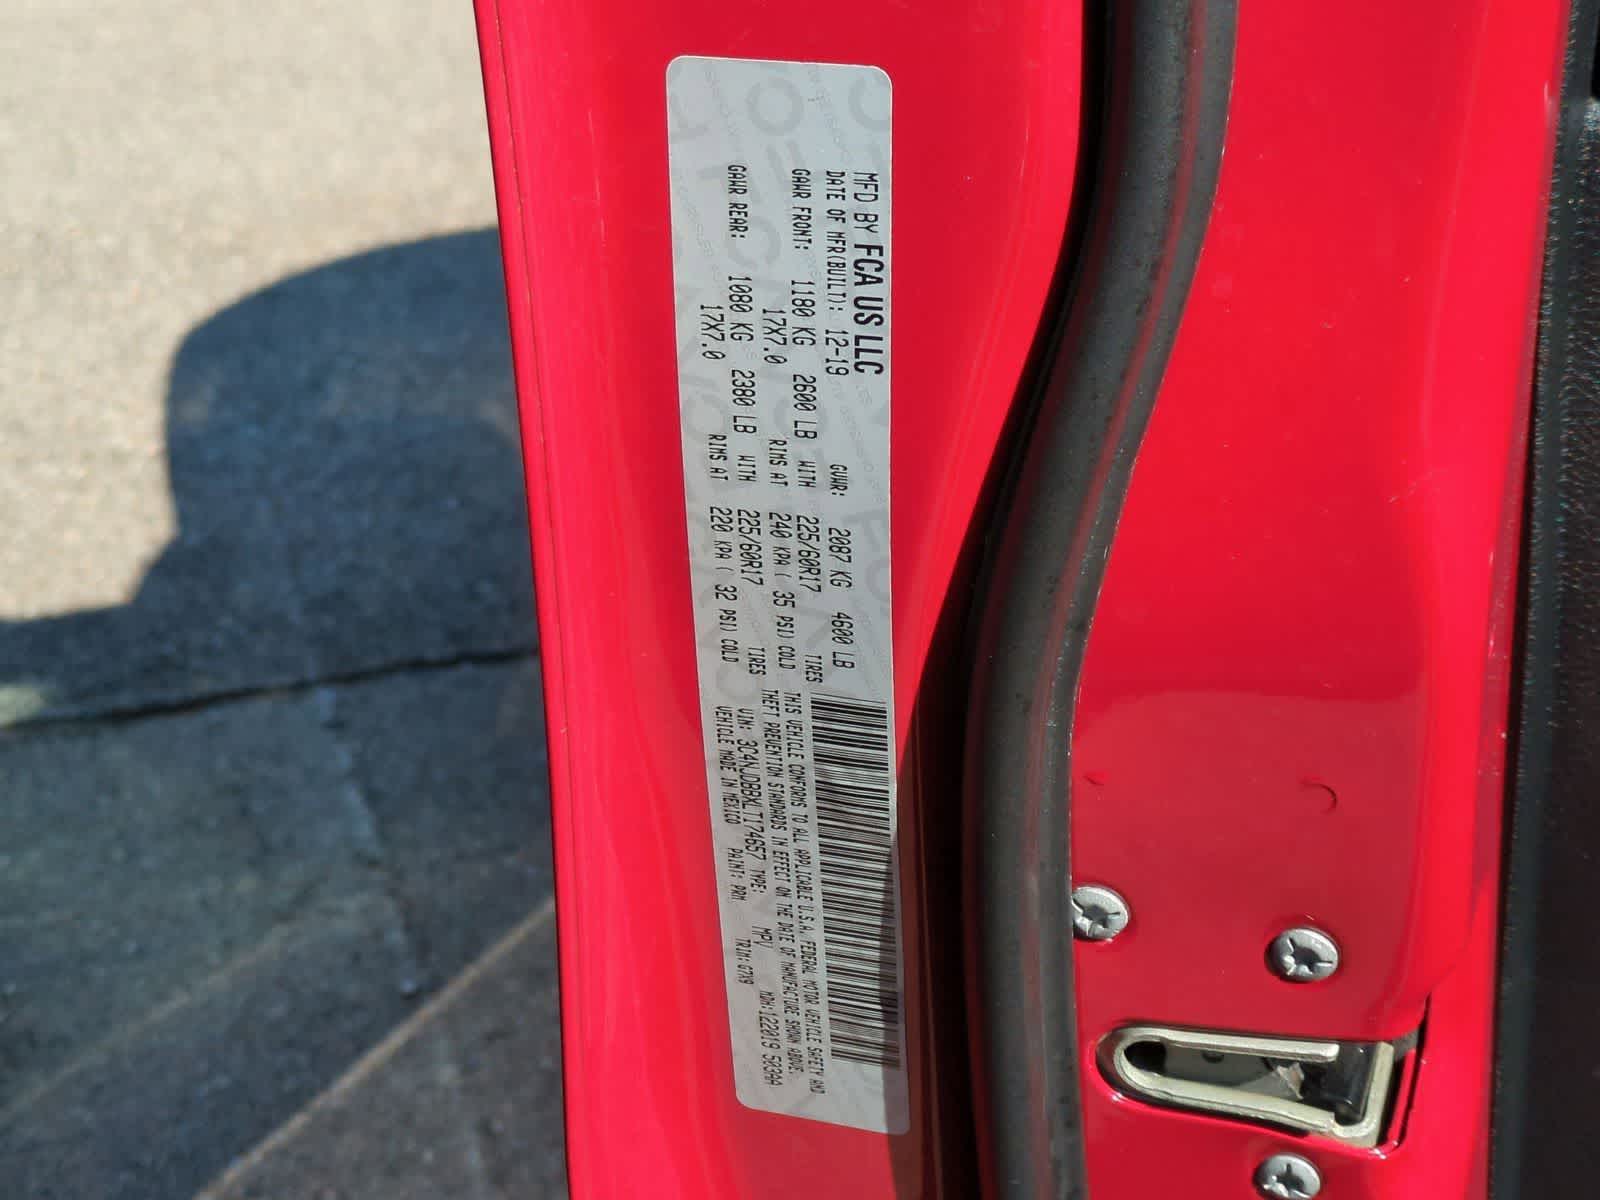 MFD BY FCA US LLC
DATE OF MFR(BUILT): 12-19 GVWR: 2087 KG 4600 LB
GAWR FRONT: 1180 KG 2600 LB WITH 225/60R17 TIRES
17X7.0 RIMS AT 240 KPA ( 35 PSI) COLD
GAWR REAR: 1080 KG 2380 LB WITH 225/60R17 TIRES
17X7.0 RIMS AT 220 KPA ( 32 PSI) COLD
THIS VEHICLE CONFORMS TO ALL APPLICABLE U.S.A. FEDERAL MOTOR VEHICLE SAFETY AND
THEFT PREVENTION STANDARDS IN EFFECT ON THE DATE OF MANUFACTURE SHOWN ABOVE.
VIN: 3C4NJDBBXLT174657 TYPE: MPV MDH:122019 503AA
VEHICLE MADE IN MEXICO PAINT: PRM TRIM: G7X9